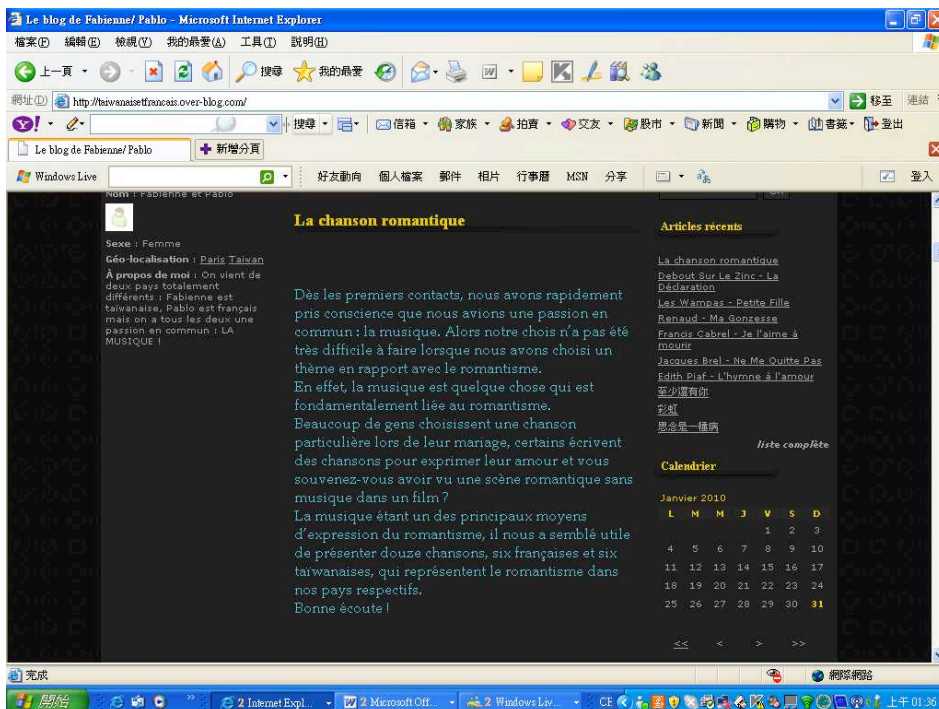 Le blog de Fabienne/ Pablo - Microsoft Internet Explorer
檔案(F) 編輯(E) 檢視(V) 我的最愛(A) 工具(T) 說明(H)
上一頁 搜尋 我的最愛
網址(D) http://taiwanaisetfrancais.over-blog.com/ 移至 連結
Y! 搜尋 信箱 家族 拍賣 交友 股市 新聞 購物 書籤 登出
Le blog de Fabienne/ Pablo 新增分頁
Windows Live 好友動向 個人檔案 郵件 相片 行事曆 MSN 分享 登入
Nom : Fabienne et Pablo
Sexe : Femme
Géo-localisation : Paris Taiwan
À propos de moi : On vient de
deux pays totalement
différents : Fabienne est
taïwanaise, Pablo est français
mais on a tous les deux une
passion en commun : LA
MUSIQUE !
La chanson romantique
Dès les premiers contacts, nous avons rapidement
pris conscience que nous avions une passion en
commun : la musique. Alors notre chois n'a pas été
très difficile à faire lorsque nous avons choisi un
thème en rapport avec le romantisme.
En effet, la musique est quelque chose qui est
fondamentalement liée au romantisme.
Beaucoup de gens choisissent une chanson
particulière lors de leur mariage, certains écrivent
des chansons pour exprimer leur amour et vous
souvenez-vous avoir vu une scène romantique sans
musique dans un film ?
La musique étant un des principaux moyens
d'expression du romantisme, il nous a semblé utile
de présenter douze chansons, six françaises et six
taïwanaises, qui représentent le romantisme dans
nos pays respectifs.
Bonne écoute !
Articles récents
La chanson romantique
Debout Sur Le Zinc - La
Déclaration
Les Wampas - Petite Fille
Renaud - Ma Gonzesse
Francis Cabrel - Je l'aime à
mourir
Jacques Brel - Ne Me Quitte Pas
Edith Piaf - L'hymne à l'amour
至少還有你
彩虹
思念是一種病
liste complète
Calendrier
Janvier 2010
L M M J V S D
1 2 3
4 5 6 7 8 9 10
11 12 13 14 15 16 17
18 19 20 21 22 23 24
25 26 27 28 29 30 31
<< < > >>
完成 網際網路
開始 2 Internet Expl... 2 Microsoft Off... 2 Windows Liv... CH 上午 01:36